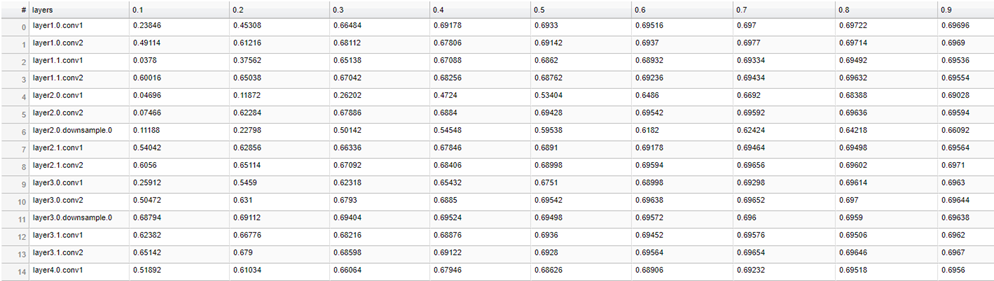 # layers 0.1 0.2 0.3 0.4 0.5 0.6 0.7 0.8 0.9
0 layer1.0.conv1 0.23846 0.45308 0.66484 0.69178 0.6933 0.69516 0.697 0.69722 0.69696
1 layer1.0.conv2 0.49114 0.61216 0.68112 0.67806 0.69142 0.6937 0.6977 0.69714 0.6969
2 layer1.1.conv1 0.0378 0.37562 0.65138 0.67088 0.6862 0.68932 0.69334 0.69492 0.69536
3 layer1.1.conv2 0.60016 0.65038 0.67042 0.68256 0.68762 0.69236 0.69434 0.69632 0.69554
4 layer2.0.conv1 0.04696 0.11872 0.26202 0.4724 0.53404 0.6486 0.6692 0.68388 0.69028
5 layer2.0.conv2 0.07466 0.62284 0.67886 0.6884 0.69428 0.69542 0.69592 0.69636 0.69594
6 layer2.0.downsample.0 0.11188 0.22798 0.50142 0.54548 0.59538 0.6182 0.62424 0.64218 0.66092
7 layer2.1.conv1 0.54042 0.62856 0.66336 0.67846 0.6891 0.69178 0.69464 0.69498 0.69564
8 layer2.1.conv2 0.6056 0.65114 0.67092 0.68406 0.68998 0.69594 0.69656 0.69602 0.6971
9 layer3.0.conv1 0.25912 0.5459 0.62318 0.65432 0.6751 0.68998 0.69298 0.69614 0.6963
10 layer3.0.conv2 0.50472 0.631 0.6793 0.6885 0.69542 0.69638 0.69652 0.697 0.69644
11 layer3.0.downsample.0 0.68794 0.69112 0.69404 0.69524 0.69498 0.69572 0.696 0.6959 0.69638
12 layer3.1.conv1 0.62382 0.66776 0.68216 0.68876 0.6936 0.69452 0.69576 0.69506 0.6962
13 layer3.1.conv2 0.65142 0.679 0.68598 0.69122 0.6928 0.69564 0.69654 0.69646 0.6967
14 layer4.0.conv1 0.51892 0.61034 0.66064 0.67946 0.68626 0.68906 0.69232 0.69518 0.6956